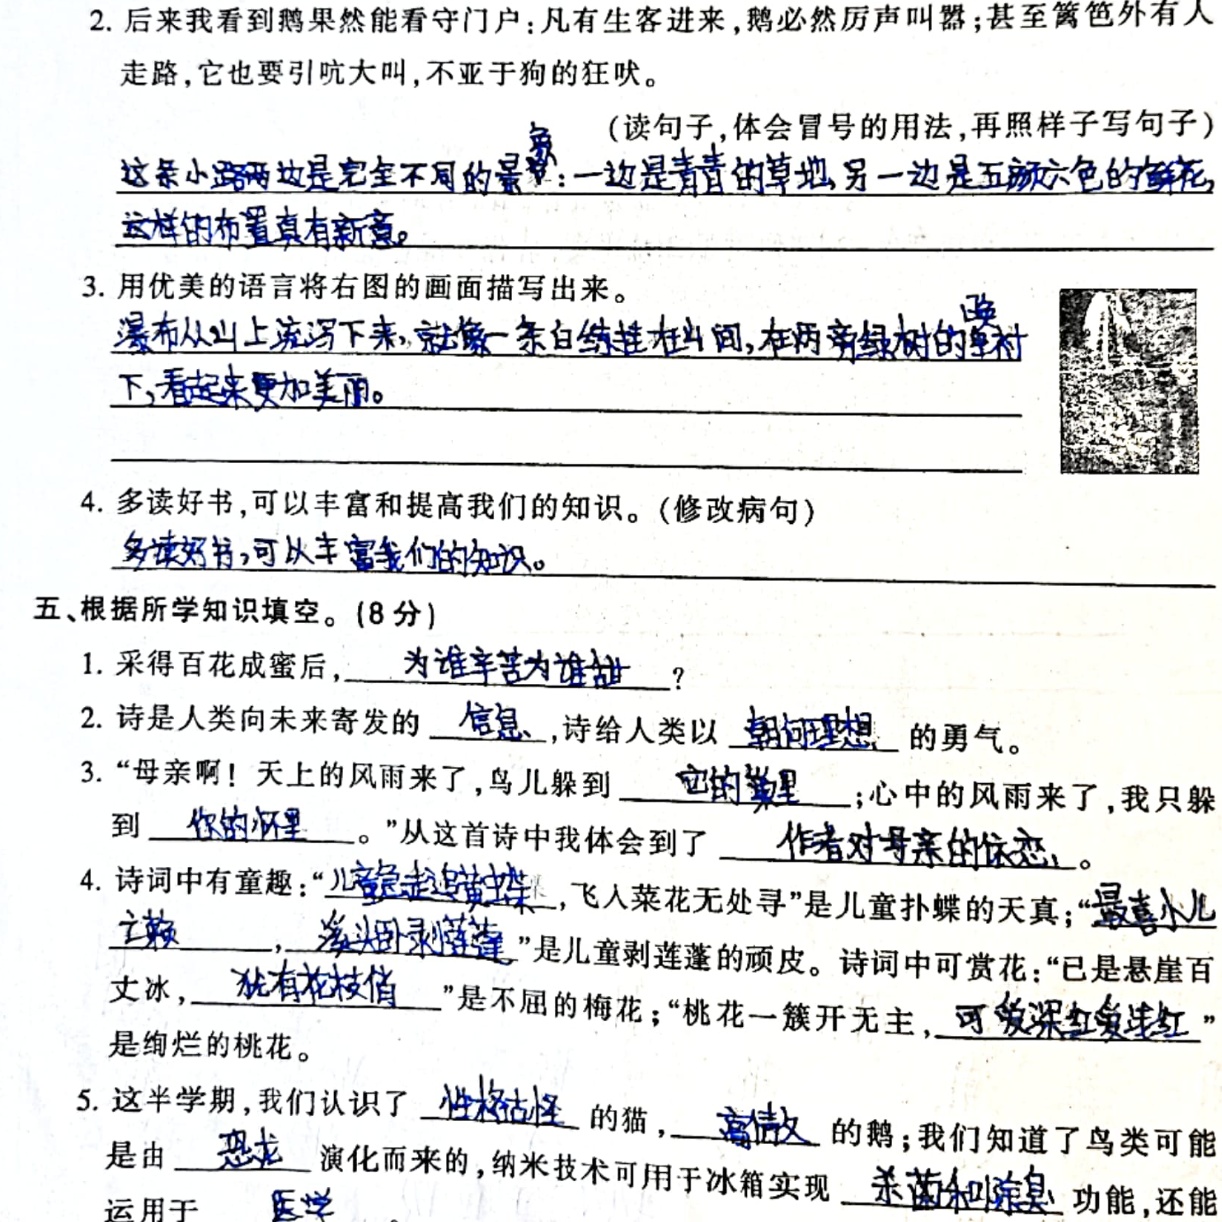 2. 后来我看到鹅果然能看守门户:凡有生客进来,鹅必然厉声叫嚣;甚至篱笆外有人
走路,它也要引吭大叫,不亚于狗的狂吠。
(读句子,体会冒号的用法,再照样子写句子)
这条小路两边是完全不同的景象:一边是青青的草地,另一边是五颜六色的鲜花,
这样的布置真有新意。
3. 用优美的语言将右图的画面描写出来。
瀑布从山上流泻下来,就像一条白练挂在山间,在两旁绿树的映衬
下,看起来更加美丽。
4. 多读好书,可以丰富和提高我们的知识。(修改病句)
多读好书,可以丰富我们的知识。
五、根据所学知识填空。(8分)
1. 采得百花成蜜后,为谁辛苦为谁甜?
2. 诗是人类向未来寄发的 信息 ,诗给人类以 朝向理想 的勇气。
3. “母亲啊! 天上的风雨来了,鸟儿躲到 它的巢里 ;心中的风雨来了,我只躲
到 你的怀里 。”从这首诗中我体会到了 作者对母亲的依恋 。
4. 诗词中有童趣:“儿童急走追黄蝶,飞入菜花无处寻”是儿童扑蝶的天真;“最喜小儿
亡赖 ,溪头卧剥莲蓬”是儿童剥莲蓬的顽皮。诗词中可赏花:“已是悬崖百
丈冰, 犹有花枝俏 ”是不屈的梅花;“桃花一簇开无主,可爱深红爱浅红”
是绚烂的桃花。
5. 这半学期,我们认识了 性格古怪 的猫, 高傲 的鹅;我们知道了鸟类可能
是由 恐龙 演化而来的,纳米技术可用于冰箱实现 杀菌和除臭 功能,还能
运用于 医学 。